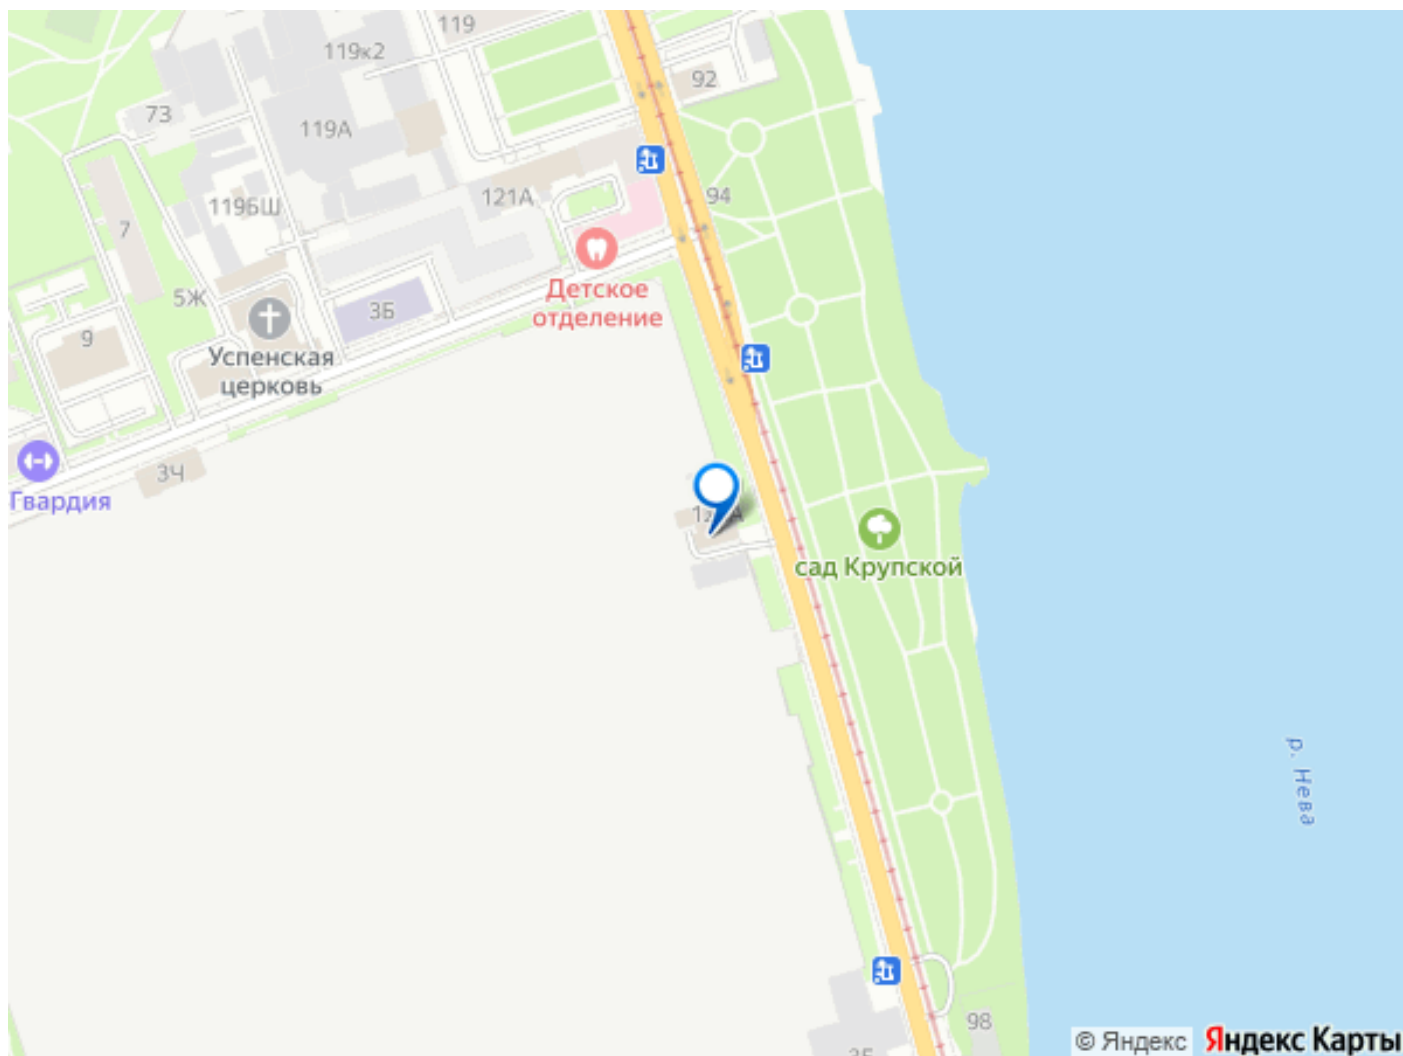 119
119к2
92
73
119А
94
121А
119БШ
7
5Ж
3Б
Детское
отделение
9
Успенская
церковь
3Ч
Гвардия
сад Крупской
р. Нева
98
© Яндекс
Яндекс Карты